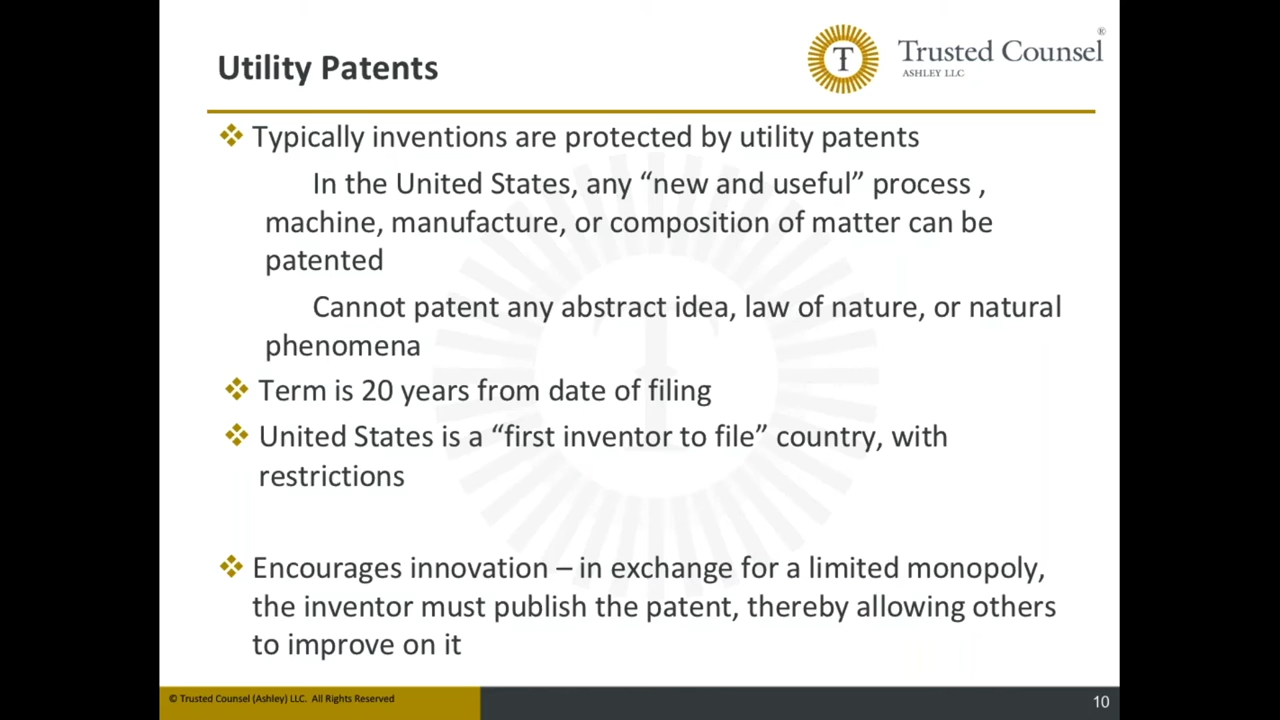 Utility Patents
T
Trusted Counsel®
ASHLEY LLC
Typically inventions are protected by utility patents
In the United States, any “new and useful” process ,
machine, manufacture, or composition of matter can be
patented
Cannot patent any abstract idea, law of nature, or natural
phenomena
Term is 20 years from date of filing
United States is a “first inventor to file” country, with
restrictions
Encourages innovation – in exchange for a limited monopoly,
the inventor must publish the patent, thereby allowing others
to improve on it
© Trusted Counsel (Ashley) LLC. All Rights Reserved
10